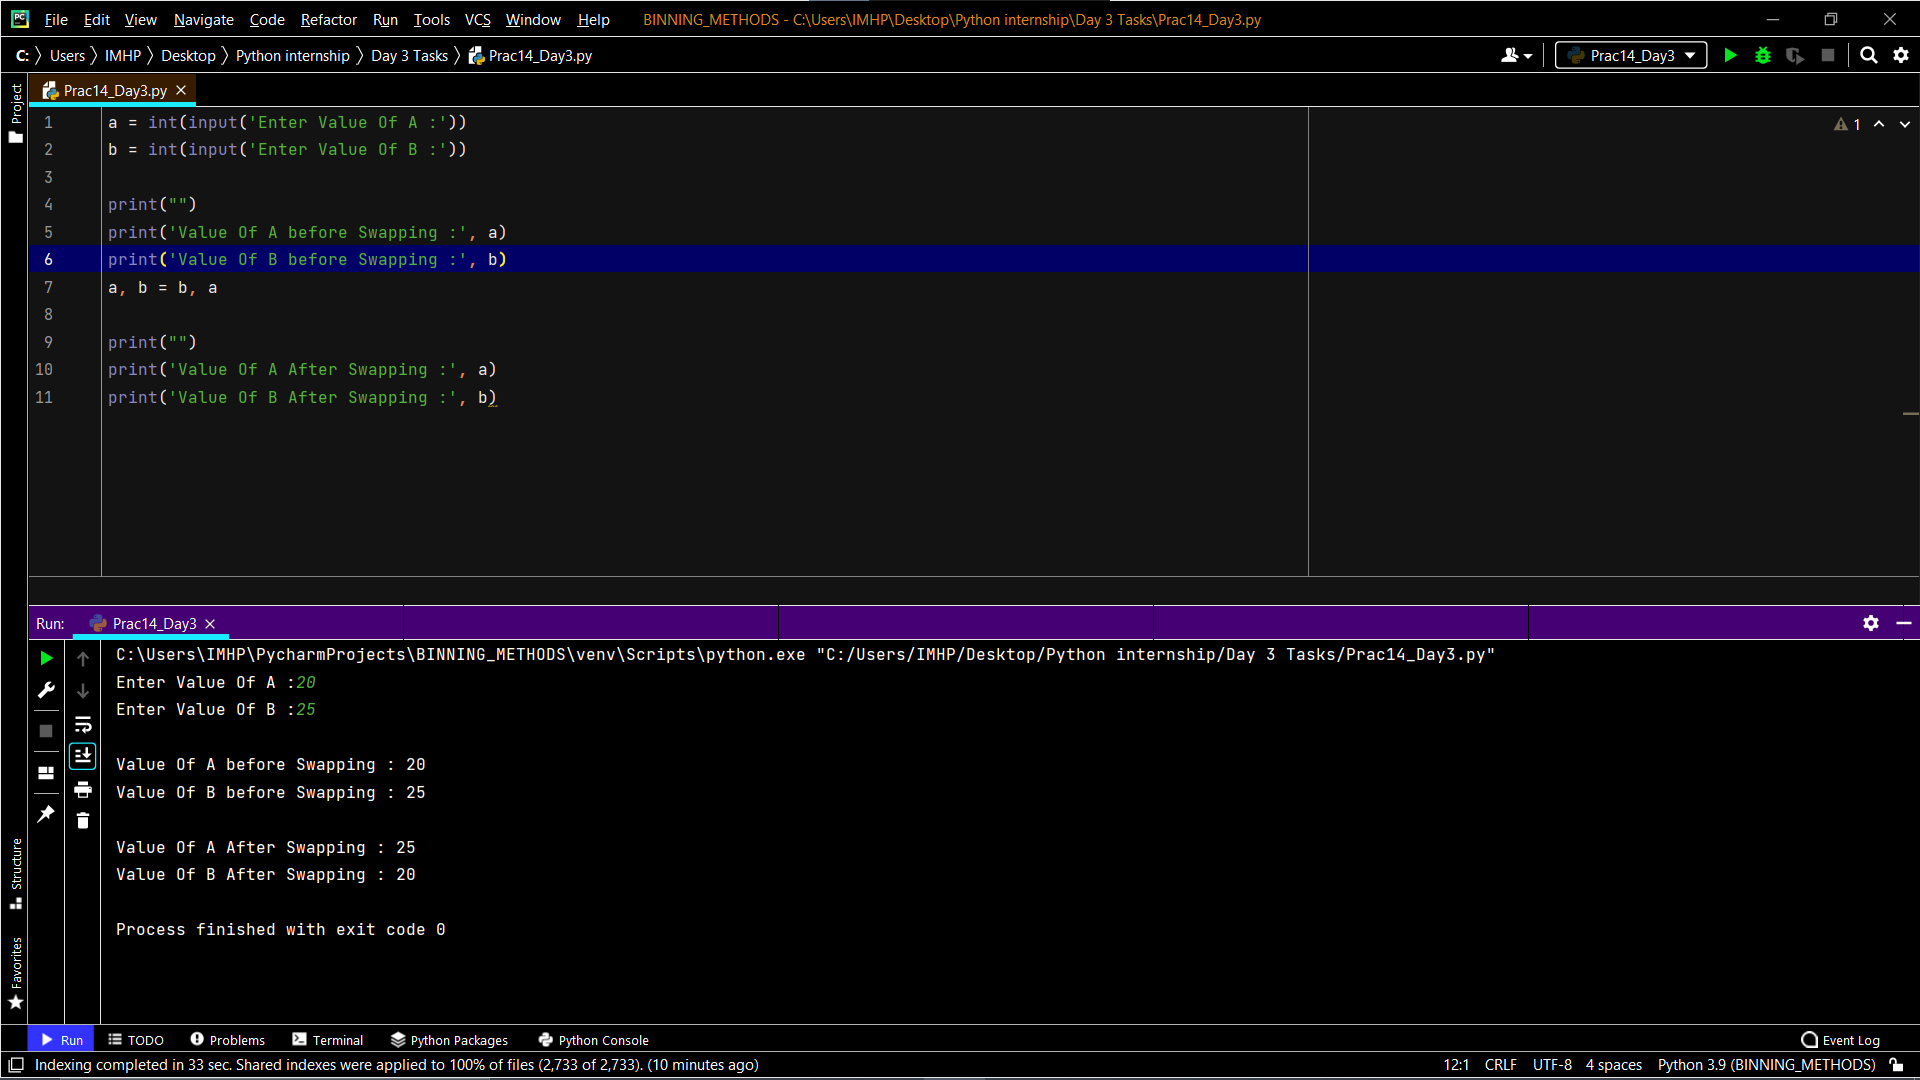 PC File Edit View Navigate Code Refactor Run Tools VCS Window Help BINNING_METHODS - C:\Users\IMHP\Desktop\Python internship\Day 3 Tasks\Prac14_Day3.py
C: Users IMHP Desktop Python internship Day 3 Tasks Prac14_Day3.py Prac14_Day3
Project
Prac14_Day3.py
1 a = int(input('Enter Value Of A :')) 1
2 b = int(input('Enter Value Of B :'))
3
4 print("")
5 print('Value Of A before Swapping :', a)
6 print('Value Of B before Swapping :', b)
7 a, b = b, a
8
9 print("")
10 print('Value Of A After Swapping :', a)
11 print('Value Of B After Swapping :', b)
Run: Prac14_Day3
C:\Users\IMHP\PycharmProjects\BINNING_METHODS\venv\Scripts\python.exe "C:/Users/IMHP/Desktop/Python internship/Day 3 Tasks/Prac14_Day3.py"
Enter Value Of A :20
Enter Value Of B :25
Value Of A before Swapping : 20
Value Of B before Swapping : 25
Value Of A After Swapping : 25
Value Of B After Swapping : 20
Process finished with exit code 0
Structure
Favorites
Run TODO Problems Terminal Python Packages Python Console Event Log
Indexing completed in 33 sec. Shared indexes were applied to 100% of files (2,733 of 2,733). (10 minutes ago) 12:1 CRLF UTF-8 4 spaces Python 3.9 (BINNING_METHODS)